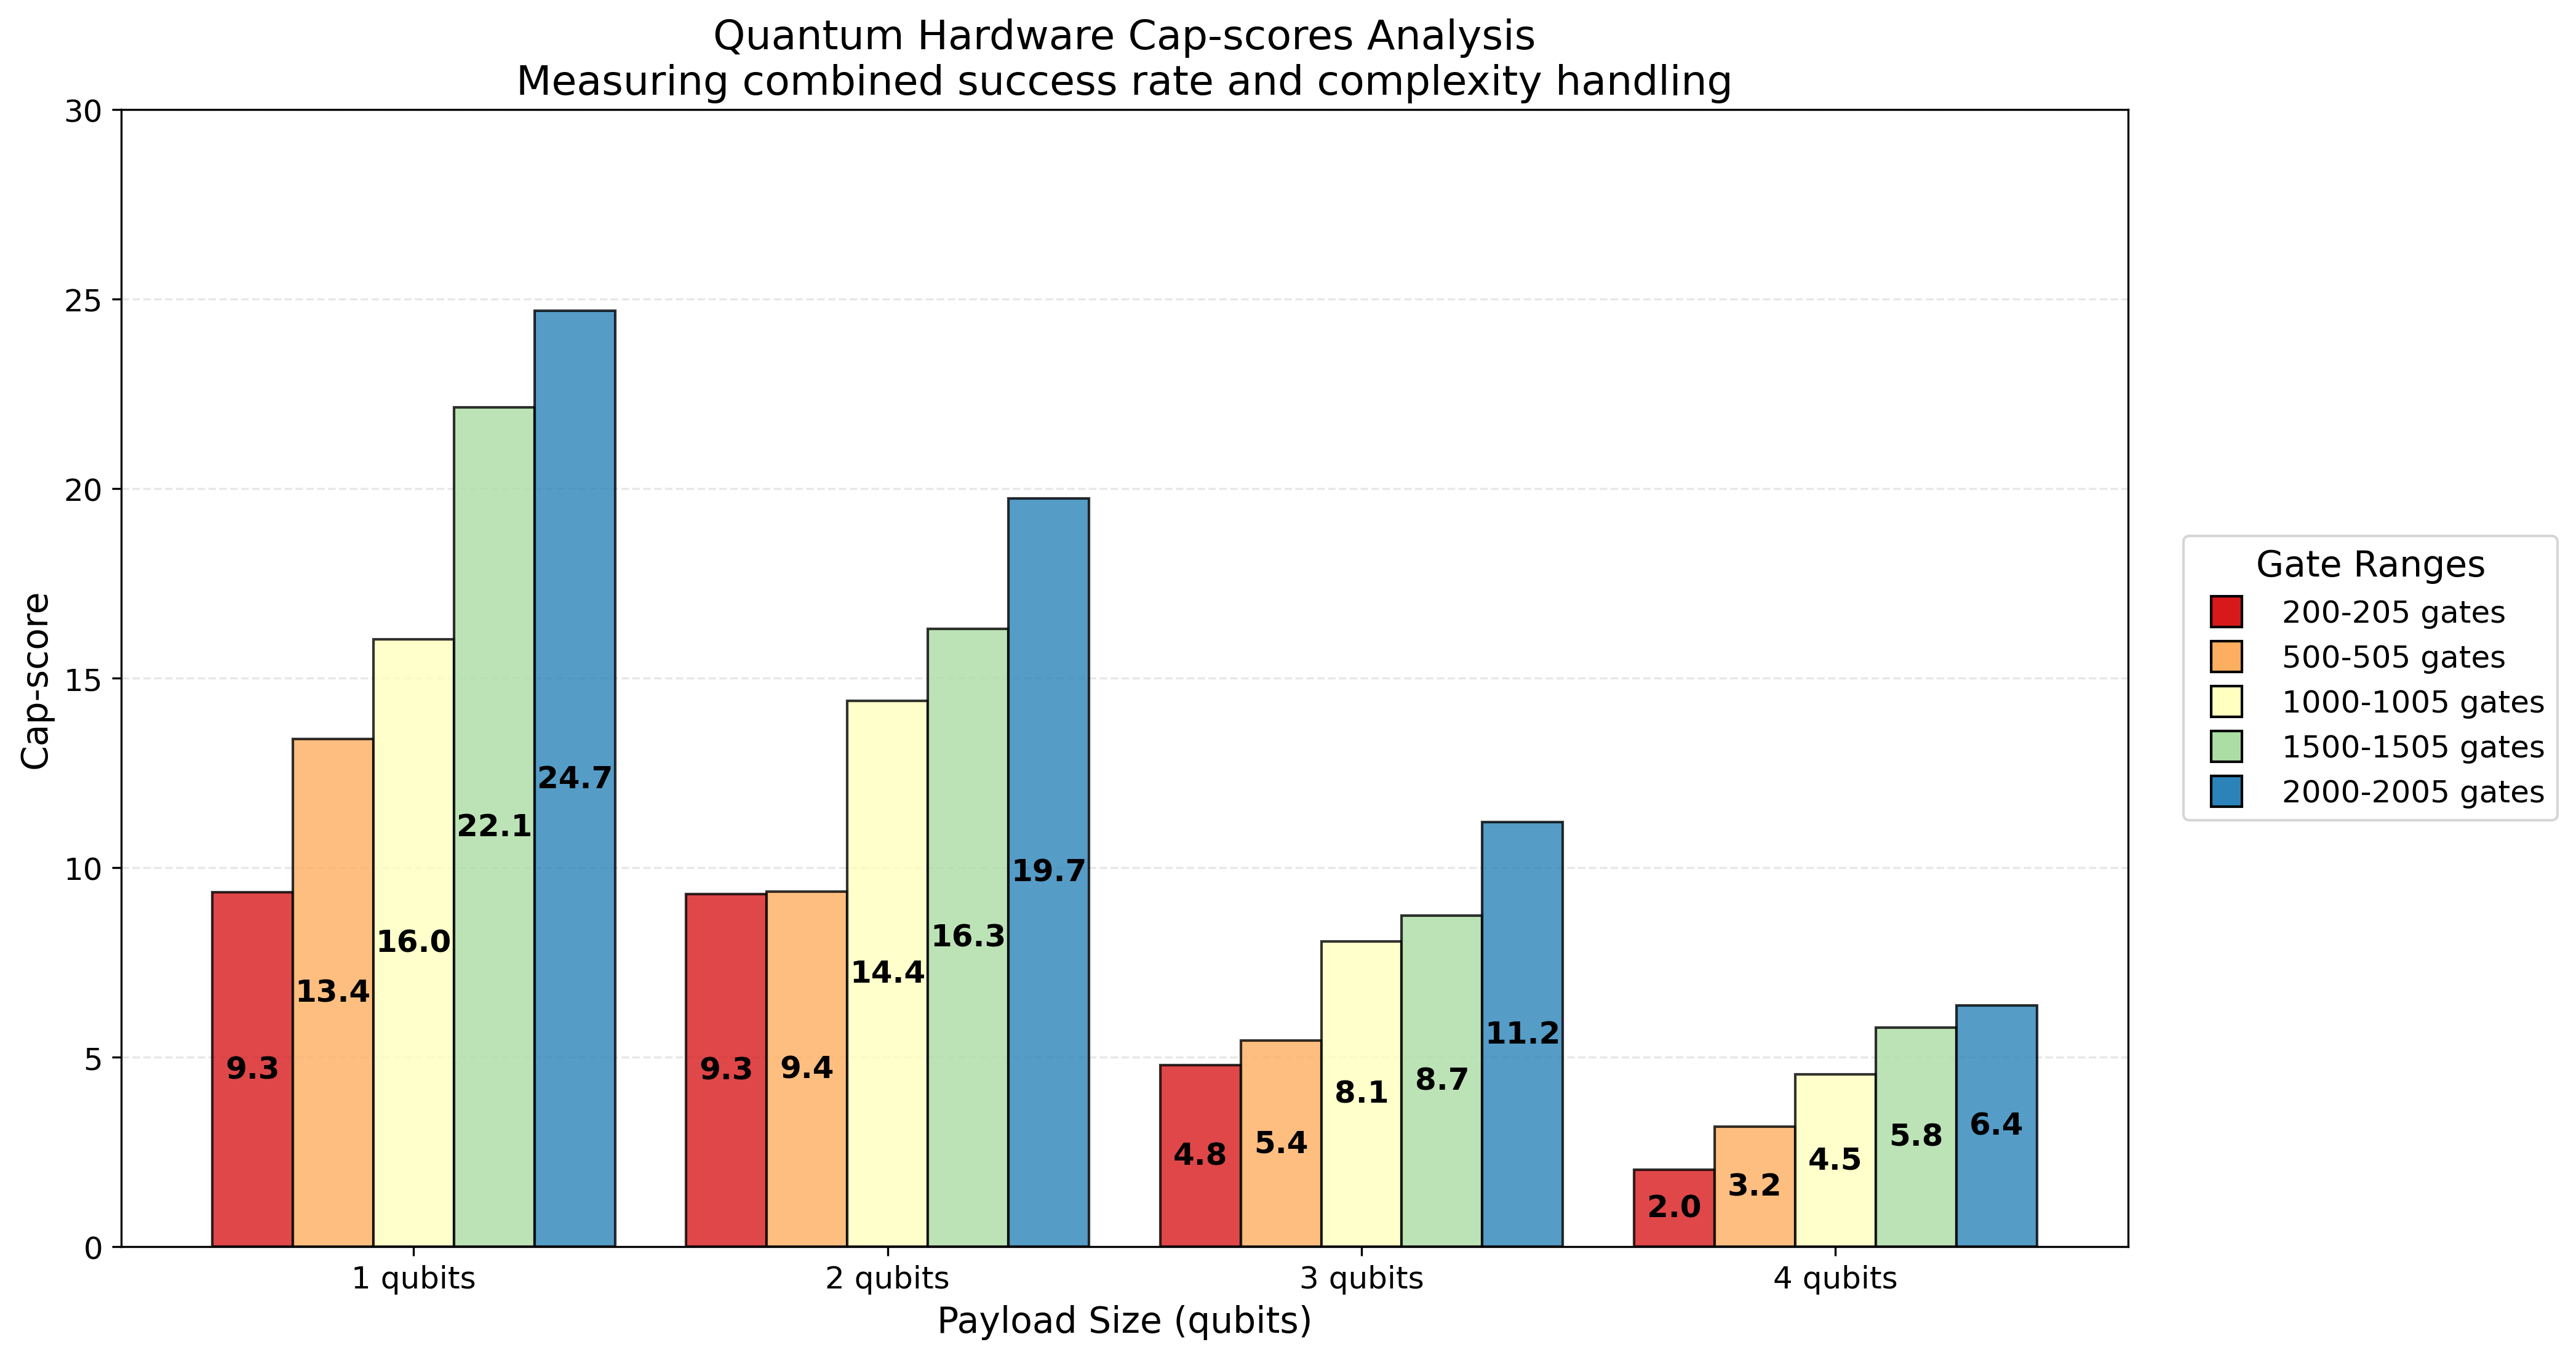 Quantum Hardware Cap-scores Analysis
Measuring combined success rate and complexity handling
30
25
20
15
10
5
0
Cap-score
9.3
13.4
16.0
22.1
24.7
9.3
9.4
14.4
16.3
19.7
4.8
5.4
8.1
8.7
11.2
2.0
3.2
4.5
5.8
6.4
1 qubits
2 qubits
3 qubits
4 qubits
Payload Size (qubits)
Gate Ranges
200-205 gates
500-505 gates
1000-1005 gates
1500-1505 gates
2000-2005 gates